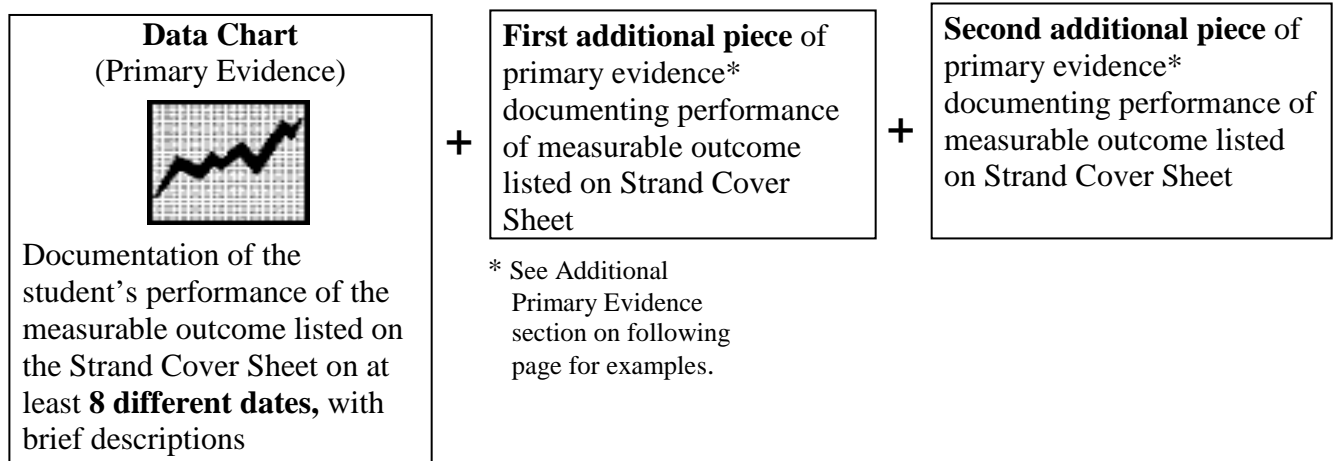 Data Chart
(Primary Evidence)
Documentation of the
student’s performance of the
measurable outcome listed on
the Strand Cover Sheet on at
least 8 different dates, with
brief descriptions
+
First additional piece of
primary evidence*
documenting performance
of measurable outcome
listed on Strand Cover
Sheet
* See Additional
Primary Evidence
section on following
page for examples.
+
Second additional piece of
primary evidence*
documenting performance of
measurable outcome listed
on Strand Cover Sheet